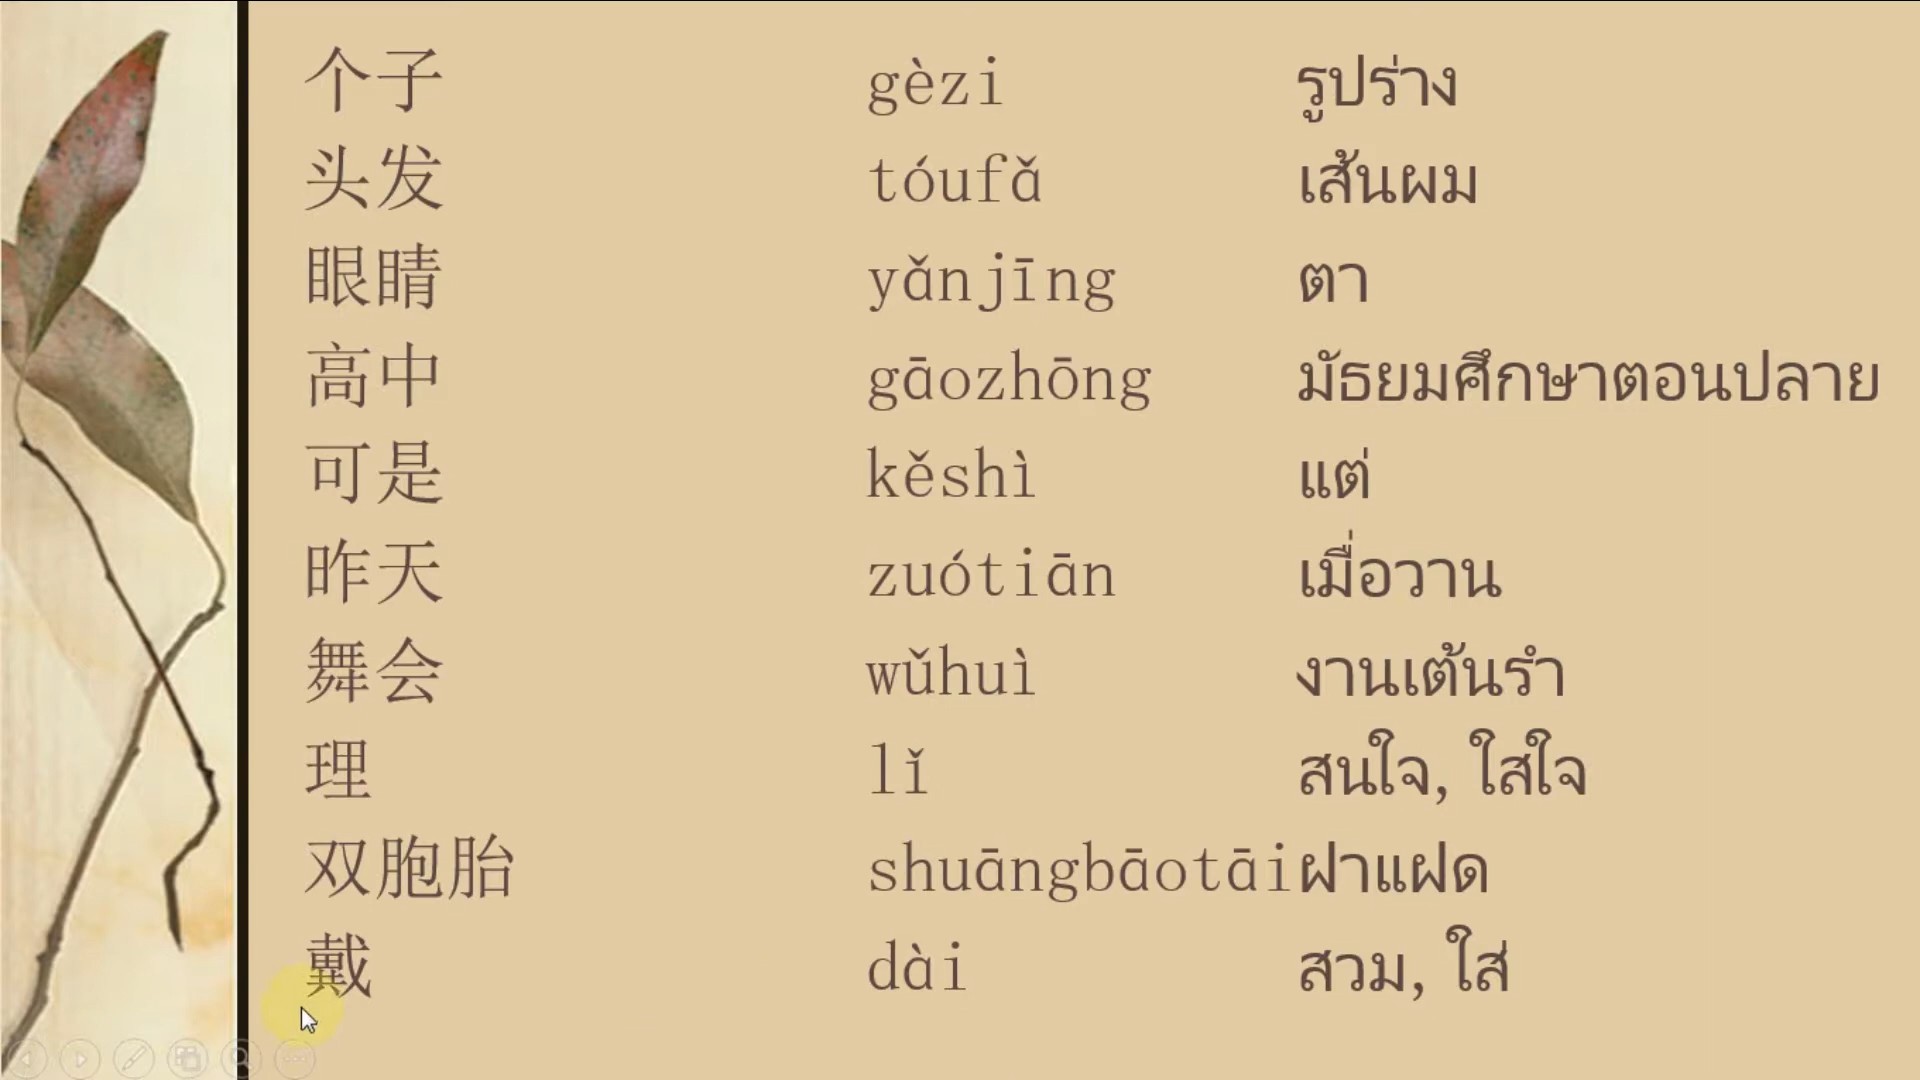 个子 gèzi รูปร่าง
头发 tóufǎ เส้นผม
眼睛 yǎnjīng ตา
高中 gāozhōng มัธยมศึกษาตอนปลาย
可是 kěshì แต่
昨天 zuótiān เมื่อวาน
舞会 wǔhuì งานเต้นรำ
理 lǐ สนใจ, ใส่ใจ
双胞胎 shuāngbāotāi ฝาแฝด
戴 dài สวม, ใส่